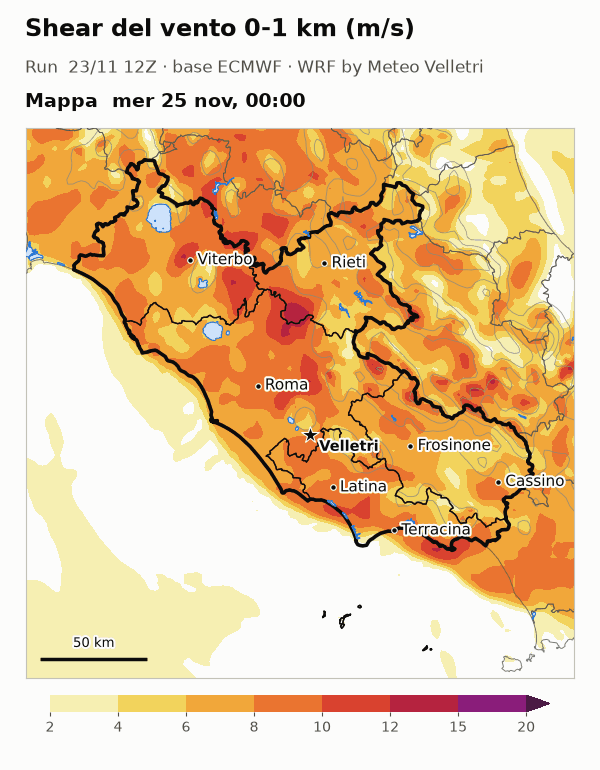 Shear del vento 0-1 km (m/s)
Run  23/11 12Z · base ECMWF · WRF by Meteo Velletri
Mappa  mer 25 nov, 00:00
Viterbo
Rieti
Roma
Velletri
Frosinone
Latina
Cassino
Terracina
50 km
2 4 6 8 10 12 15 20